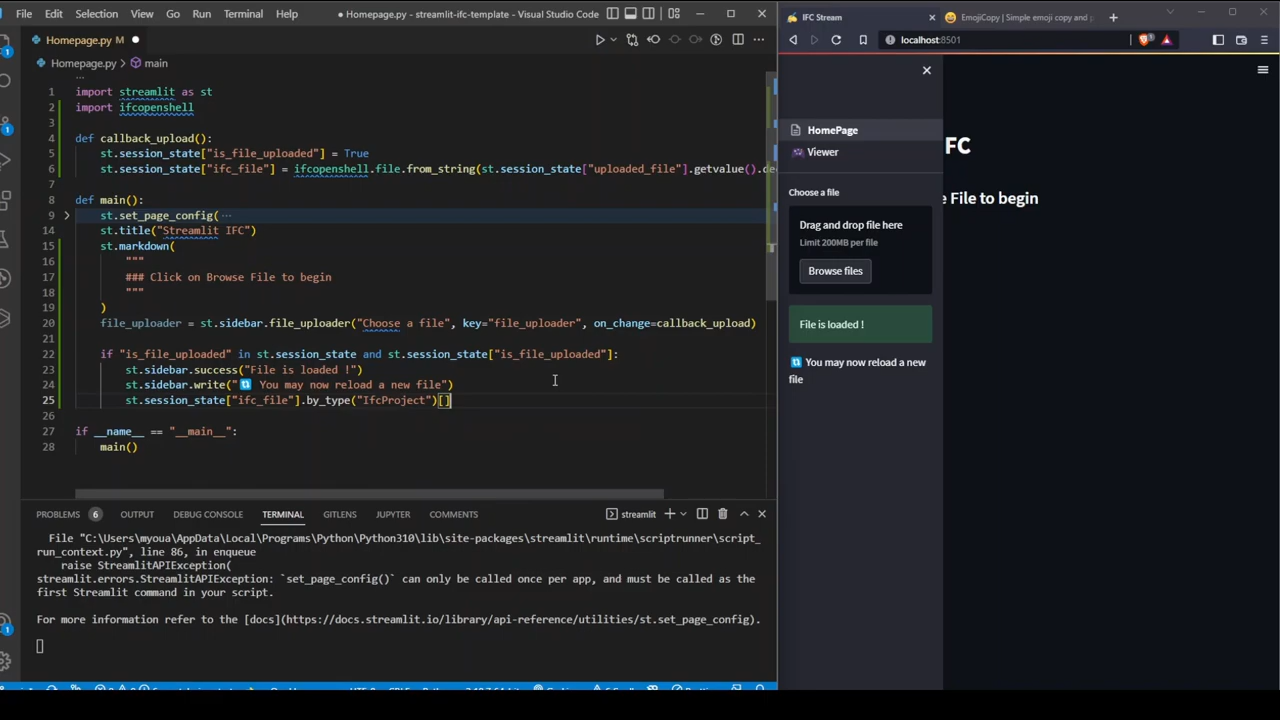 File Edit Selection View Go Run Terminal Help ● Homepage.py - streamlit-ifc-template - Visual Studio Code
Homepage.py M ●
Homepage.py > main
1 import streamlit as st
2 import ifcopenshell
3
4 def callback_upload():
5 st.session_state["is_file_uploaded"] = True
6 st.session_state["ifc_file"] = ifcopenshell.file.from_string(st.session_state["uploaded_file"].getvalue().de
7
8 def main():
9 st.set_page_config( ...
14 st.title("Streamlit IFC")
15 st.markdown(
16 """
17 ### Click on Browse File to begin
18 """
19 )
20 file_uploader = st.sidebar.file_uploader("Choose a file", key="file_uploader", on_change=callback_upload)
21
22 if "is_file_uploaded" in st.session_state and st.session_state["is_file_uploaded"]:
23 st.sidebar.success("File is loaded !")
24 st.sidebar.write("🔃 You may now reload a new file")
25 st.session_state["ifc_file"].by_type("IfcProject")[]
26
27 if __name__ == "__main__":
28 main()
PROBLEMS 6 OUTPUT DEBUG CONSOLE TERMINAL GITLENS JUPYTER COMMENTS streamlit
File "C:\Users\myoua\AppData\Local\Programs\Python\Python310\lib\site-packages\streamlit\runtime\scriptrunner\script_
run_context.py", line 86, in enqueue
raise StreamlitAPIException(
streamlit.errors.StreamlitAPIException: `set_page_config()` can only be called once per app, and must be called as the
first Streamlit command in your script.
For more information refer to the [docs](https://docs.streamlit.io/library/api-reference/utilities/st.set_page_config).
IFC Stream
EmojiCopy | Simple emoji copy and p
localhost:8501
HomePage
Viewer
Choose a file
Drag and drop file here
Limit 200MB per file
Browse files
File is loaded !
🔃 You may now reload a new
file
FC
e File to begin